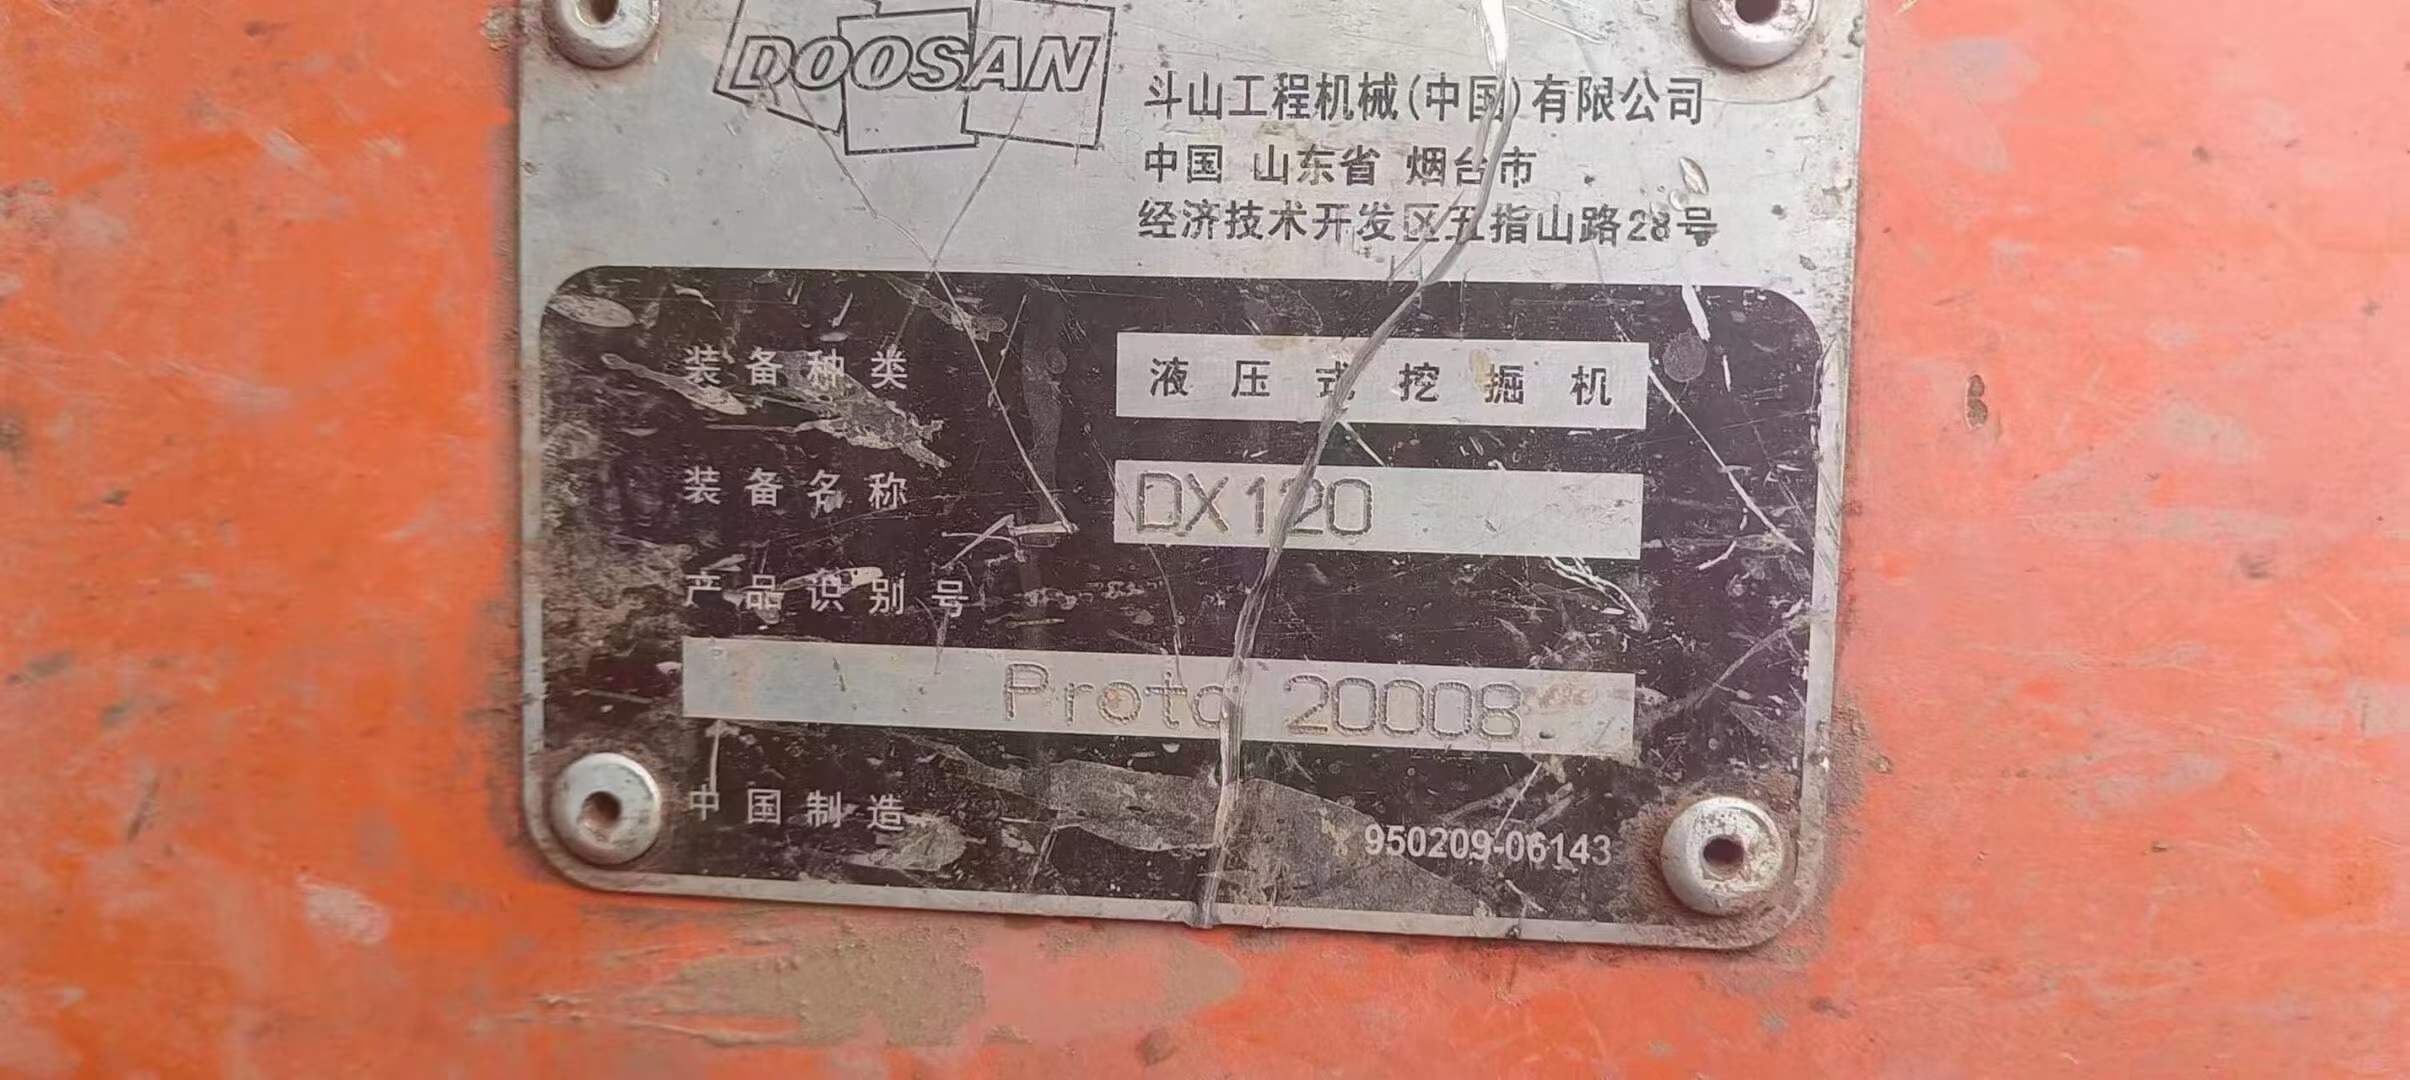 DOOSAN
斗山工程机械(中国)有限公司
中国 山东省 烟台市
经济技术开发区五指山路28号
装备种类 液压式挖掘机
装备名称 DX120
产品识别号
Proto 20008
中国制造 950209-06143